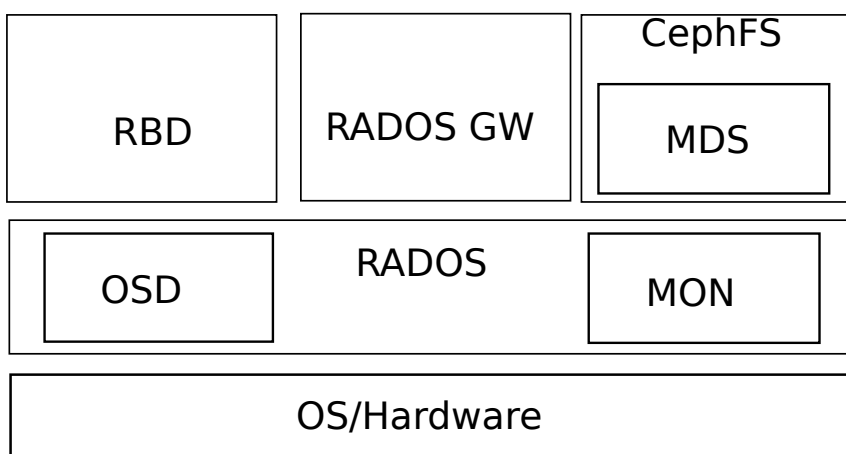 CephFS
RBD
RADOS GW
MDS
RADOS
OSD
MON
OS/Hardware